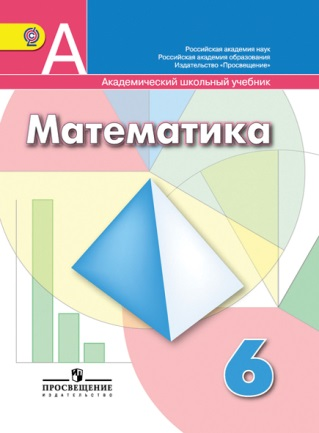 А
Российская академия наук
Российская академия образования
Издательство «Просвещение»
Академический школьный учебник
Математика
6
ПРОСВЕЩЕНИЕ
ИЗДАТЕЛЬСТВО